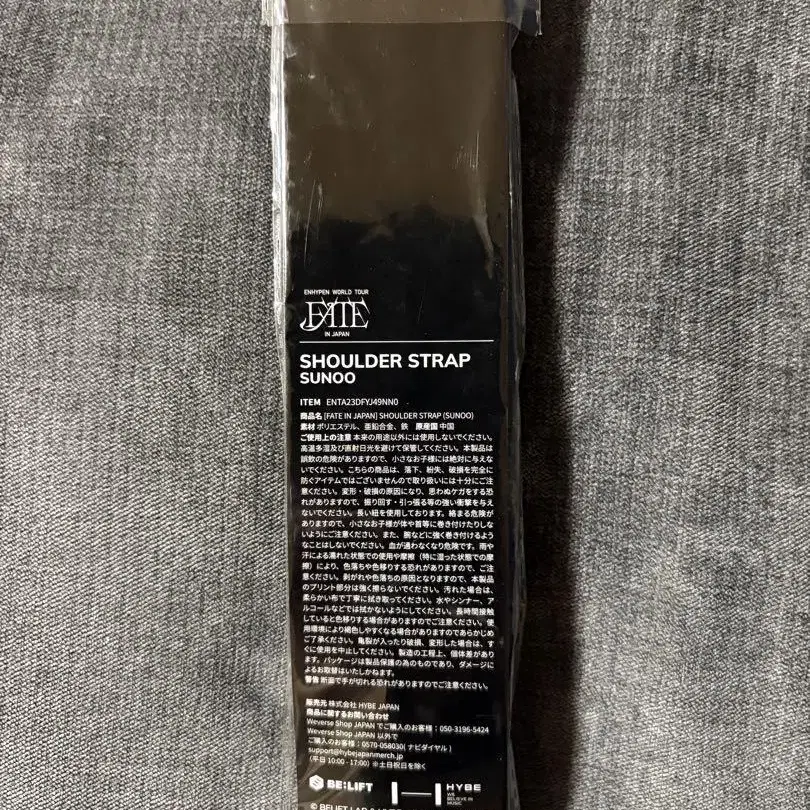 ENHYPEN WORLD TOUR
FATE
IN JAPAN
SHOULDER STRAP
SUNOO
ITEM ENTA23DFYJ49NN0
商品名 [FATE IN JAPAN] SHOULDER STRAP (SUNOO)
素材 ポリエステル、亜鉛合金、鉄 原産国 中国
ご使用上の注意 本来の用途以外には使用しないでください。
高温多湿及び直射日光を避けて保管してください。本製品は
誤飲の危険がありますので、小さなお子様には絶対に与えな
いでください。こちらの商品は、落下、紛失、破損を完全に
防ぐアイテムではございませんので取り扱いには十分にご注
意ください。変形・破損の原因になり、思わぬケガをする恐
れがありますので、振り回す・引っ張る等の強い衝撃を与え
ないでください。長い紐を使用しております。絡まる危険が
ありますので、小さなお子様が体や首等に巻き付けたりしな
いようにご注意ください。また、腕などに強く巻き付けるよう
なことはしないでください。血が通わなくなり危険です。雨や
汗による濡れた状態での使用や摩擦（特に湿った状態での摩
擦）により、色落ちや色移りする恐れがありますので、ご注
意ください。剥がれや色落ちの原因となりますので、本製品
のプリント部分は強く擦らないでください。汚れた場合は、
柔らかい布で丁寧に拭き取ってください。水やシンナー、ア
ルコールなどでは拭かないようにしてください。長時間接触
していると色移りする場合がありますのでご注意ください。使
用環境により褪色しやすくなる場合がありますのであらかじめ
ご了承ください。亀裂が入ったり破損、変形した場合は、す
ぐに使用を中止してください。製造の工程上、個体差があり
ます。パッケージは製品保護の為のものであり、ダメージに
よるお取替はいたしかねます。
警告 断面で手が切れる恐れがありますのでご注意ください。
販売元 株式会社 HYBE JAPAN
商品に関するお問い合わせ
Weverse Shop JAPAN でご購入のお客様：050-3196-5424
Weverse Shop JAPAN 以外で
ご購入のお客様：0570-058030( ナビダイヤル )
support@hybejapanmerch.jp
（平日 10:00 - 17:00）※土日祝日を除く
BE:LIFT
HYBE
WE
BELIEVE IN
MUSIC
© BELIFT LAB